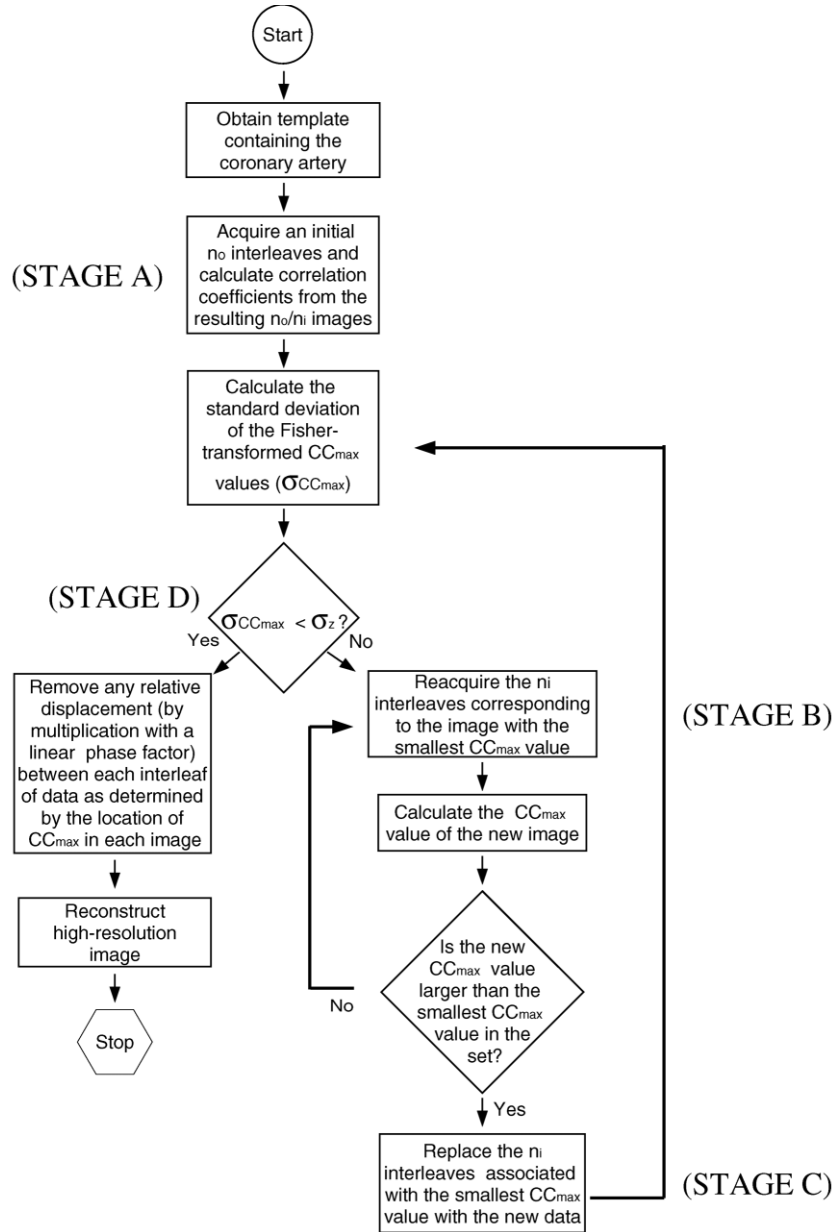 Start
Obtain template
containing the
coronary artery
(STAGE A)
Acquire an initial
no interleaves and
calculate correlation
coefficients from the
resulting no/ni images
Calculate the
standard deviation
of the Fisher-
transformed CCmax
values (σCCmax)
(STAGE D)
σCCmax < σz ?
Yes
No
Remove any relative
displacement (by
multiplication with a
linear phase factor)
between each interleaf
of data as determined
by the location of
CCmax in each image
Reconstruct
high-resolution
image
Stop
Reacquire the ni
interleaves corresponding
to the image with the
smallest CCmax value
(STAGE B)
Calculate the CCmax
value of the new image
Is the new
CCmax value
larger than the
smallest CCmax
value in the
set?
No
Yes
Replace the ni
interleaves associated
with the smallest CCmax
value with the new data
(STAGE C)